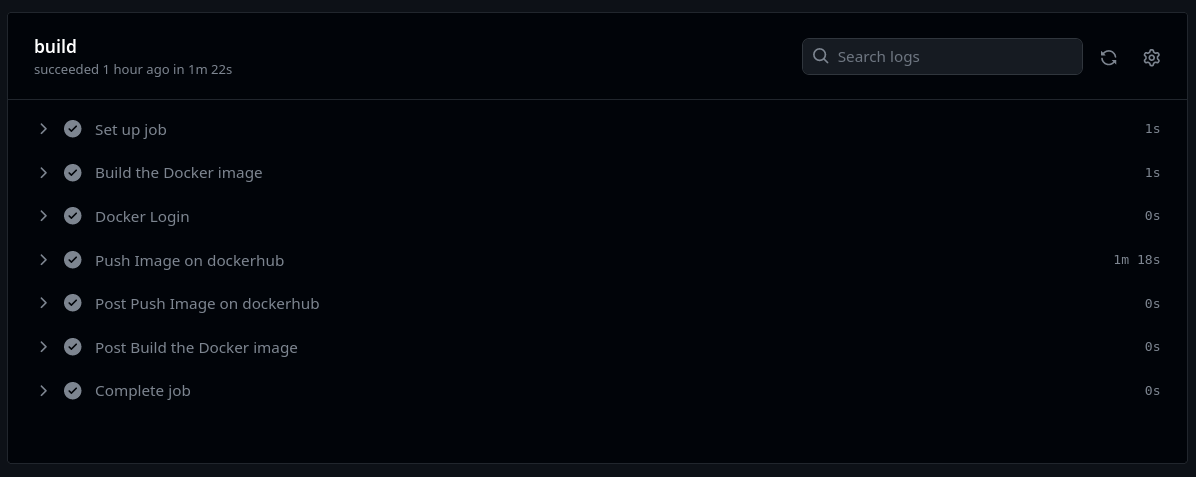 build
succeeded 1 hour ago in 1m 22s
Search logs
Set up job 1s
Build the Docker image 1s
Docker Login 0s
Push Image on dockerhub 1m 18s
Post Push Image on dockerhub 0s
Post Build the Docker image 0s
Complete job 0s